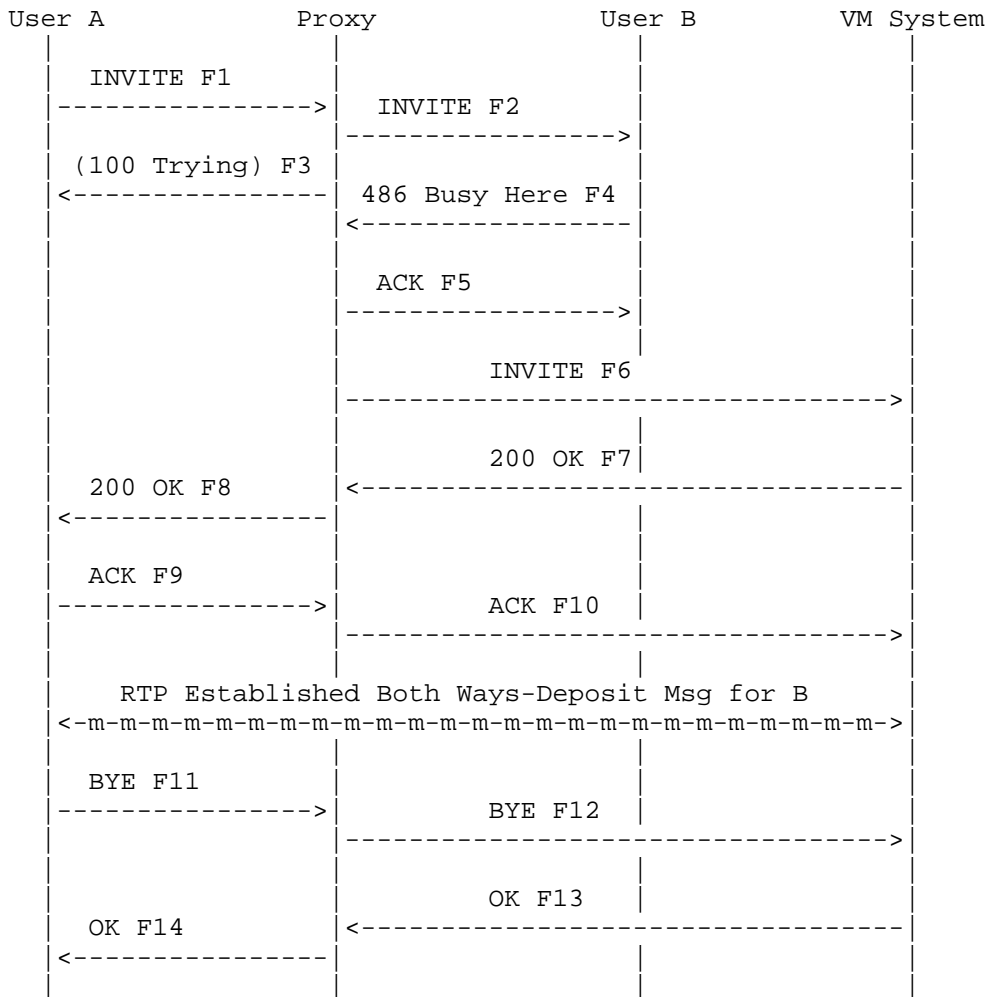 User A Proxy User B VM System
INVITE F1
INVITE F2
(100 Trying) F3
486 Busy Here F4
ACK F5
INVITE F6
200 OK F7
200 OK F8
ACK F9
ACK F10
RTP Established Both Ways-Deposit Msg for B
<-m-m-m-m-m-m-m-m-m-m-m-m-m-m-m-m-m-m-m-m-m-m-m-m-m->
BYE F11
BYE F12
OK F13
OK F14